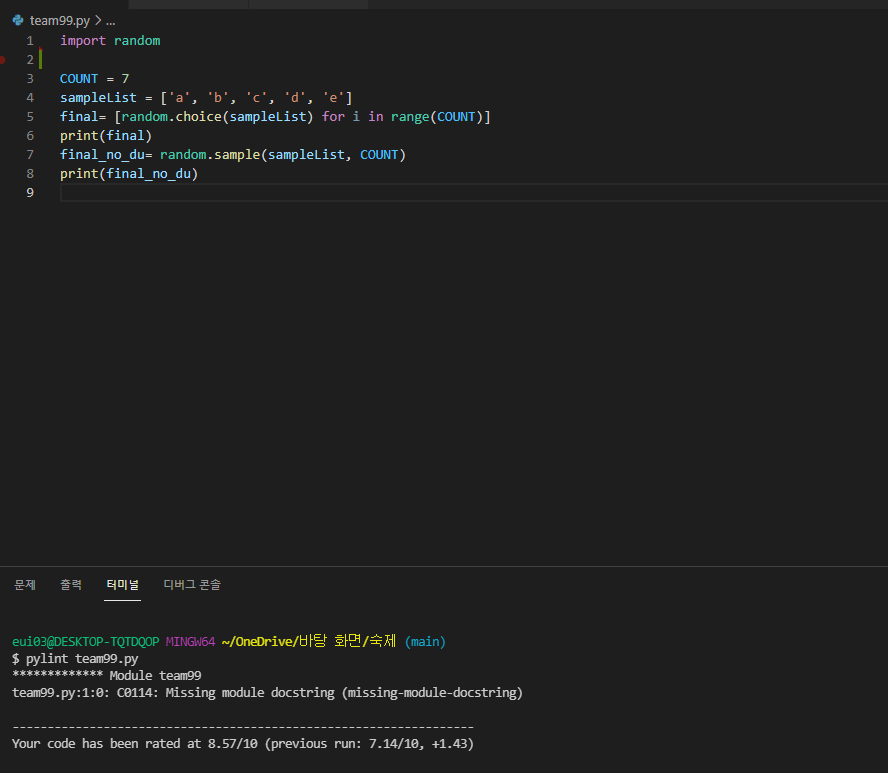 team99.py > ...
1 import random
2
3 COUNT = 7
4 sampleList = ['a', 'b', 'c', 'd', 'e']
5 final= [random.choice(sampleList) for i in range(COUNT)]
6 print(final)
7 final_no_du= random.sample(sampleList, COUNT)
8 print(final_no_du)
9
문제 출력 터미널 디버그 콘솔
eui03@DESKTOP-TQTDQOP MINGW64 ~/OneDrive/바탕 화면/숙제 (main)
$ pylint team99.py
************* Module team99
team99.py:1:0: C0114: Missing module docstring (missing-module-docstring)
------------------------------------------------------------------
Your code has been rated at 8.57/10 (previous run: 7.14/10, +1.43)